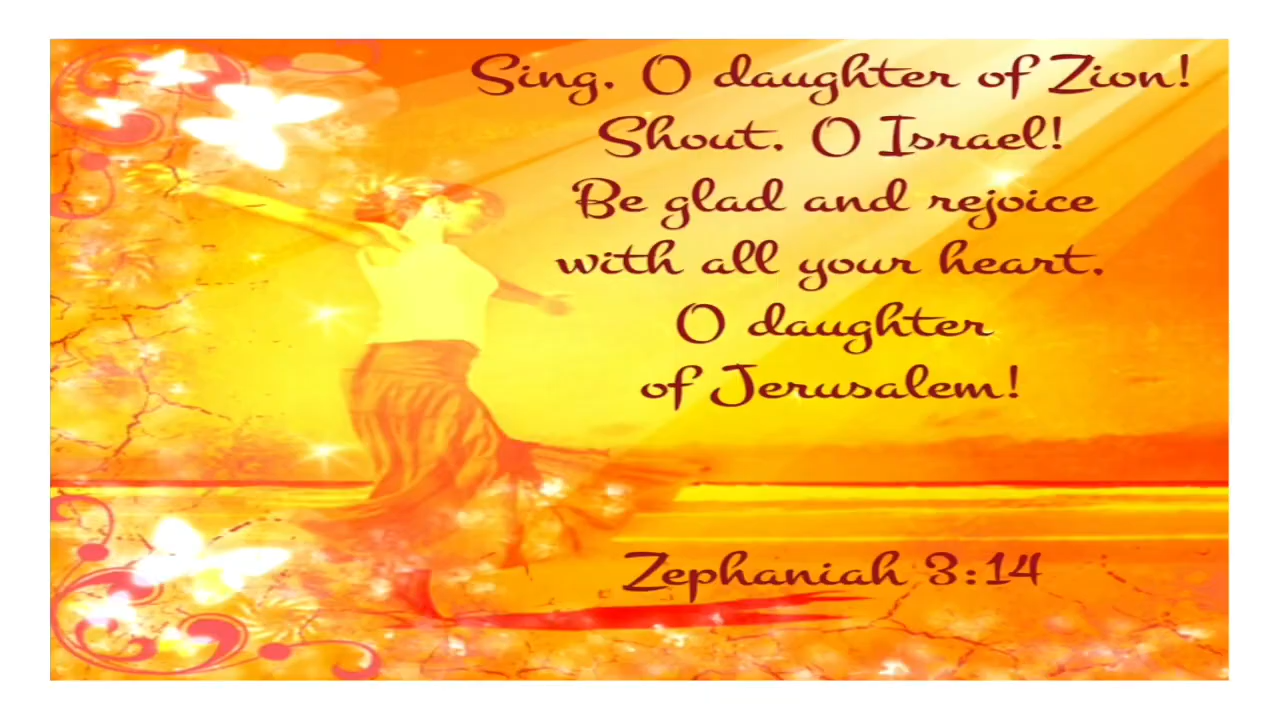 Sing. O daughter of Zion!
Shout. O Israel!
Be glad and rejoice
with all your heart.
O daughter
of Jerusalem!
Zephaniah 3:14